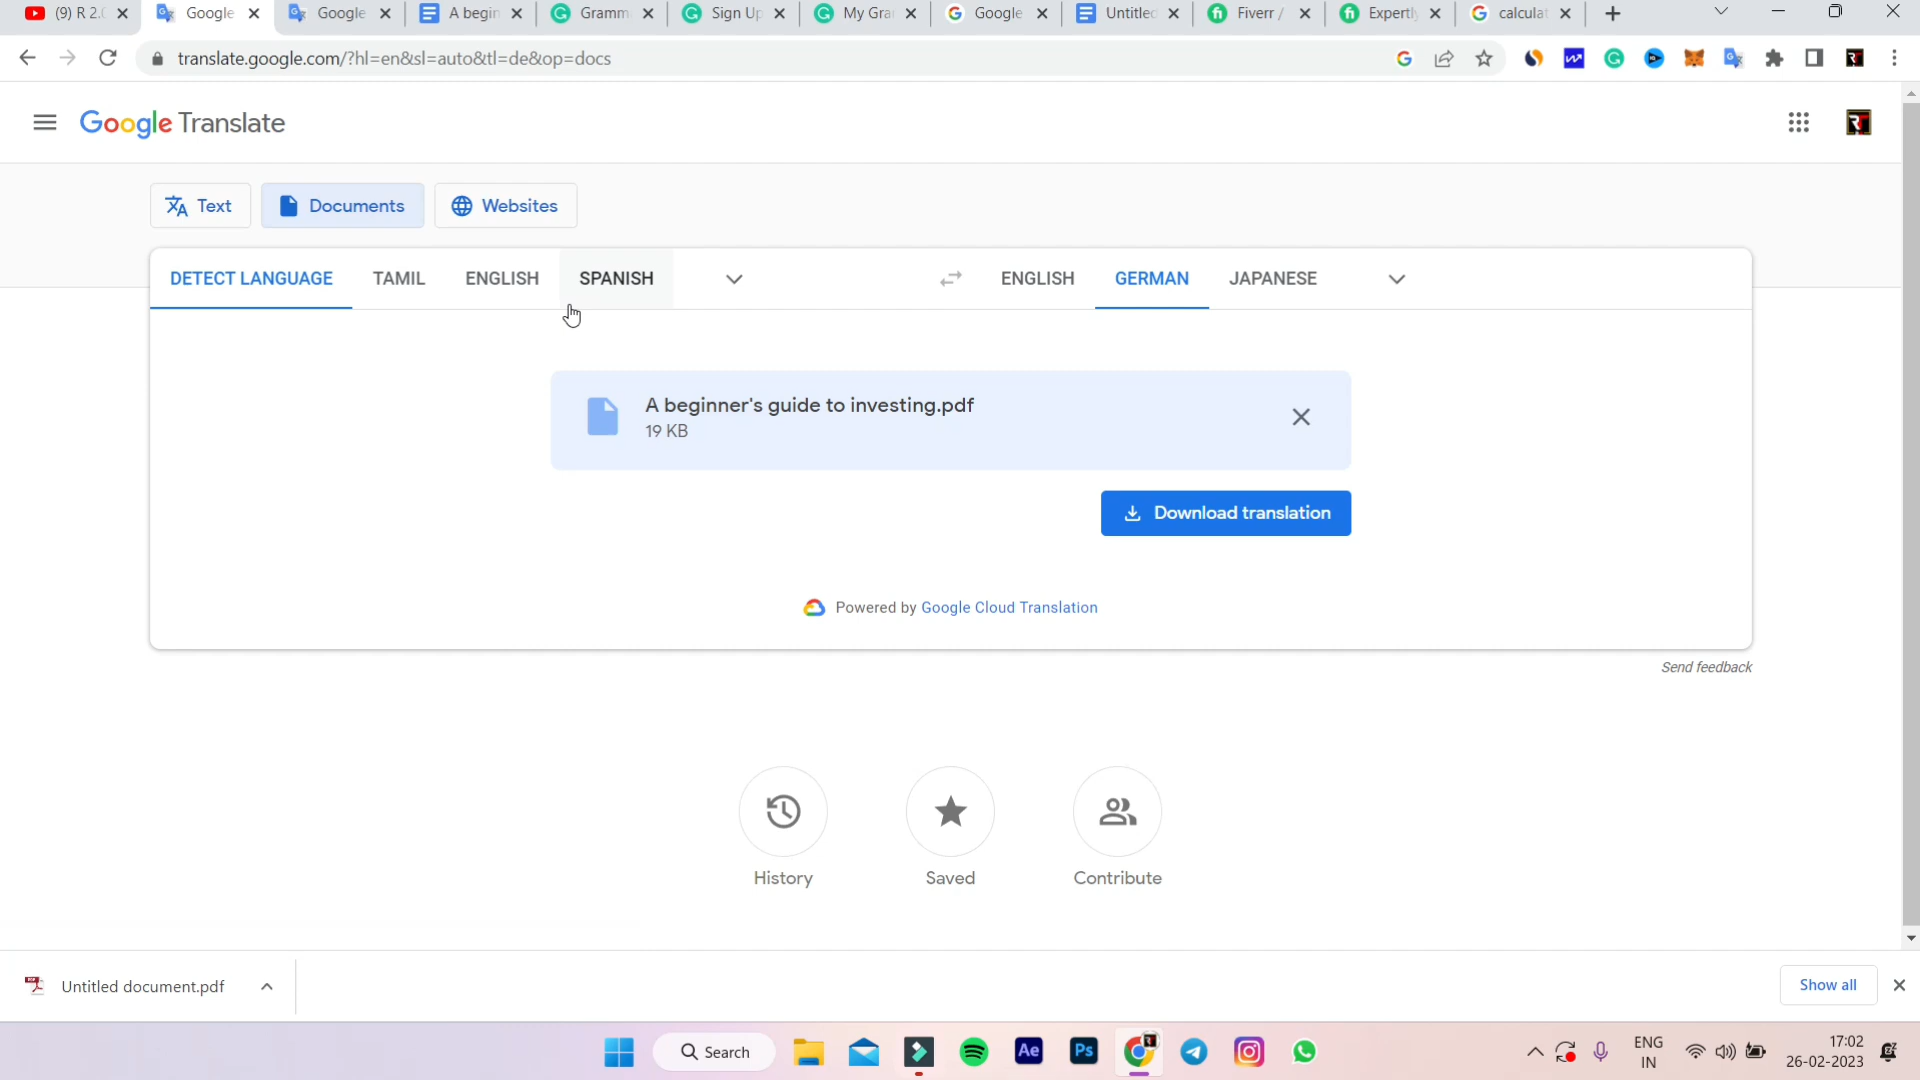 (9) R 2.0
Google
Google
A begin
Gramm
Sign Up
My Gra
Google
Untitled
Fiverr /
Expertly
calculat
translate.google.com/?hl=en&sl=auto&tl=de&op=docs
Google Translate
Text
Documents
Websites
DETECT LANGUAGE
TAMIL
ENGLISH
SPANISH
ENGLISH
GERMAN
JAPANESE
A beginner's guide to investing.pdf
19 KB
Download translation
Powered by Google Cloud Translation
Send feedback
History
Saved
Contribute
Untitled document.pdf
Show all
Search
Ae
Ps
ENG
IN
17:02
26-02-2023